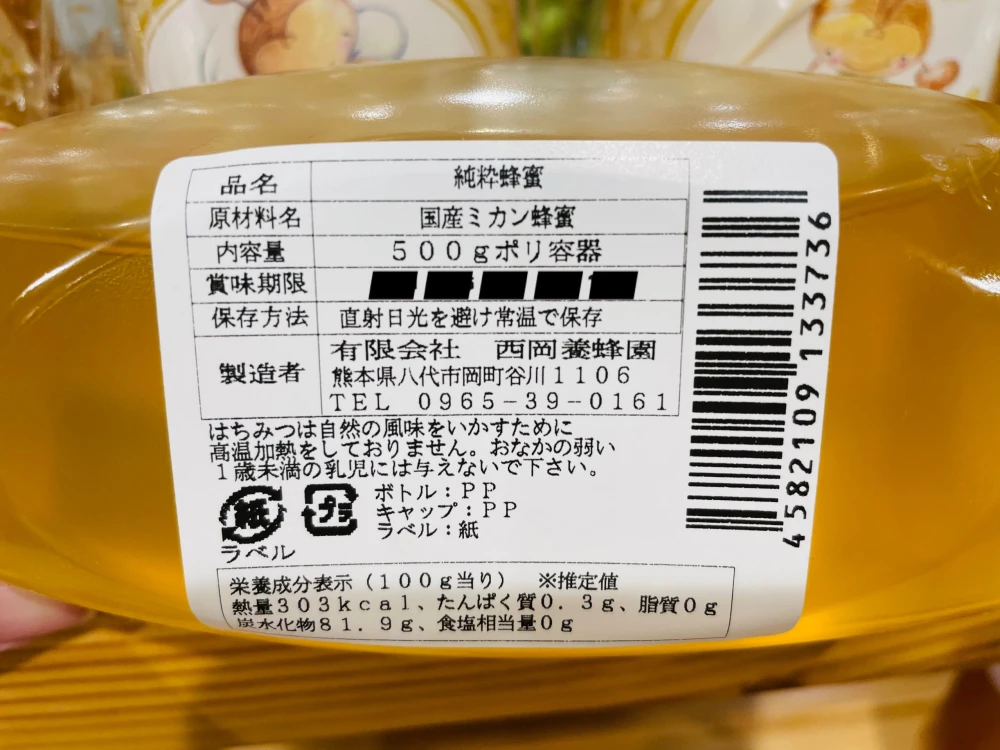 品名 純粋蜂蜜
原材料名 国産ミカン蜂蜜
内容量 500gポリ容器
賞味期限
保存方法 直射日光を避け常温で保存
製造者 有限会社 西岡養蜂園
熊本県八代市岡町谷川1106
TEL 0965-39-0161
はちみつは自然の風味をいかすために
高温加熱をしておりません。おなかの弱い
1歳未満の乳児には与えないで下さい。
紙 プラ ボトル:PP
キャップ:PP
ラベル:紙
ラベル
栄養成分表示(100g当り) ※推定値
熱量303kcal、たんぱく質0.3g、脂質0g
炭水化物81.9g、食塩相当量0g
4582109133736